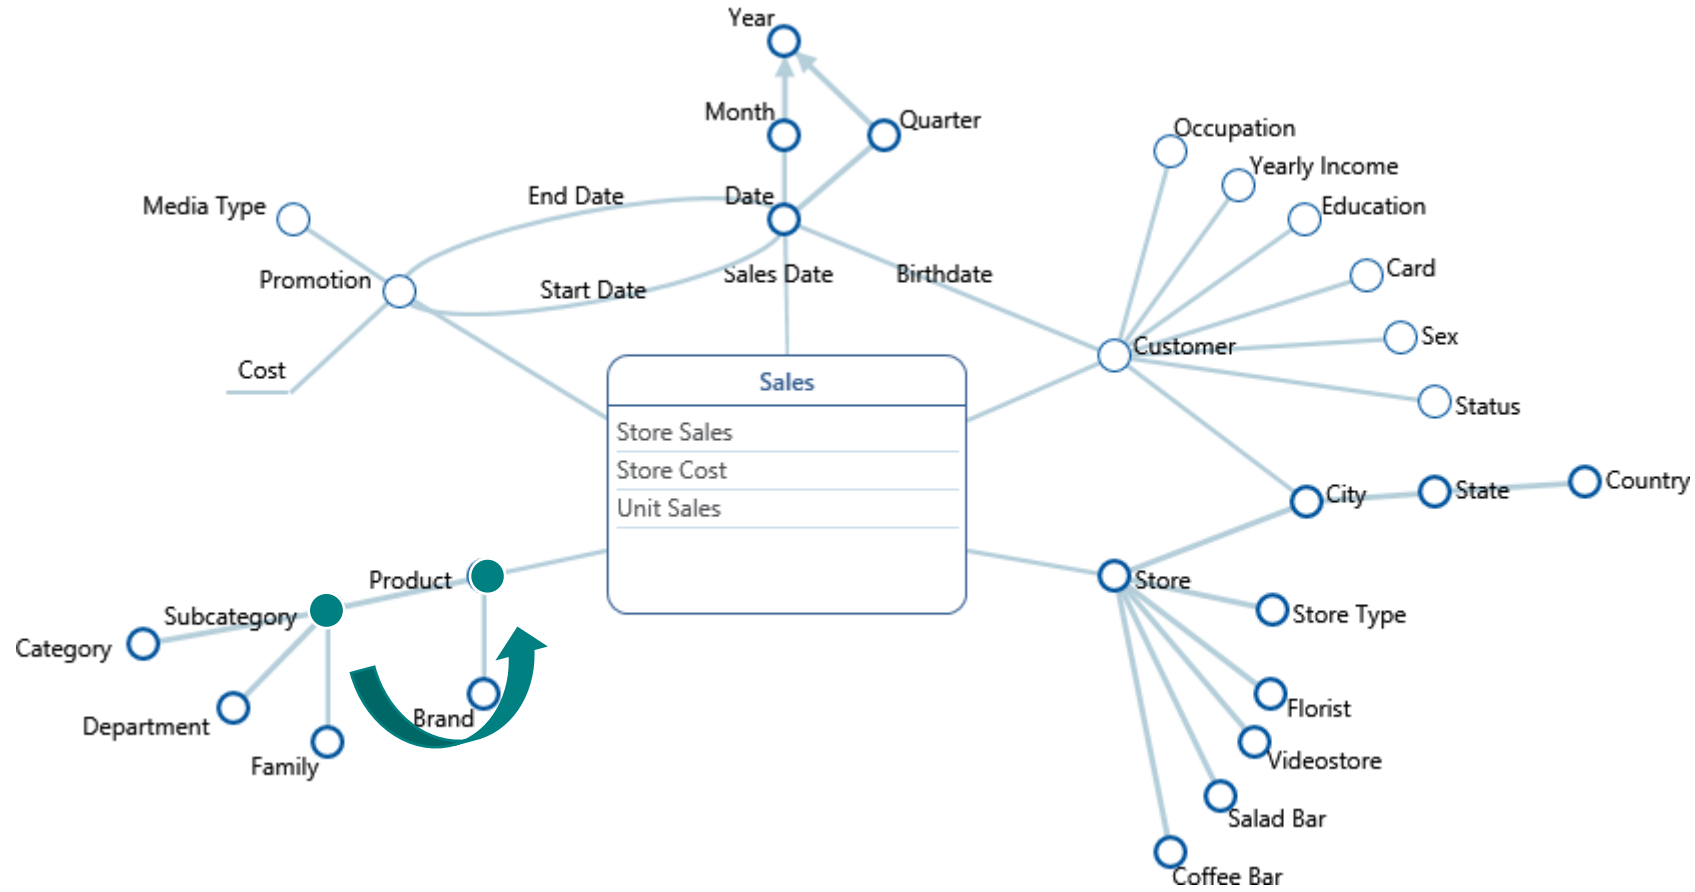 Year
Month
Quarter
Occupation
Yearly Income
Education
Media Type
End Date
Date
Card
Promotion
Start Date
Sales Date
Birthdate
Sex
Customer
Cost
Sales
Status
Store Sales
Store Cost
Unit Sales
City
State
Country
Product
Store
Subcategory
Store Type
Category
Department
Brand
Florist
Family
Videostore
Salad Bar
Coffee Bar